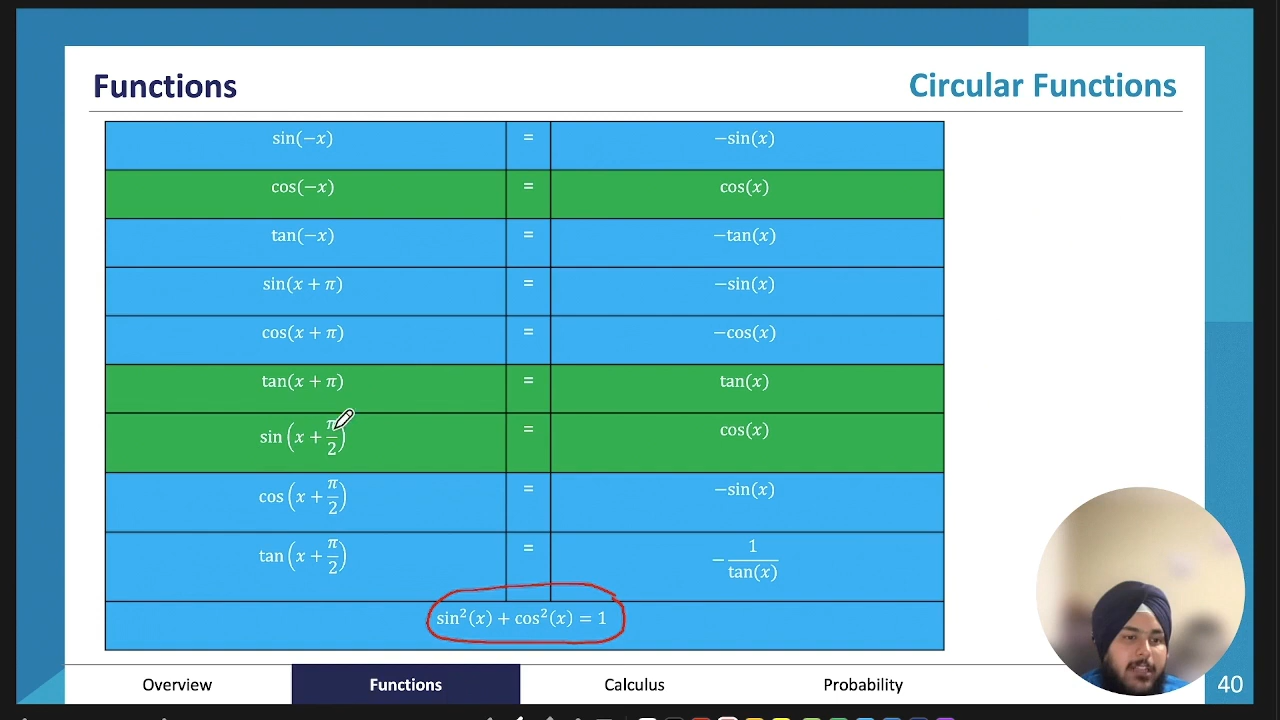 Functions
Circular Functions
sin(−x) = −sin(x)
cos(−x) = cos(x)
tan(−x) = −tan(x)
sin(x + π) = −sin(x)
cos(x + π) = −cos(x)
tan(x + π) = tan(x)
sin(x + π/2) = cos(x)
cos(x + π/2) = −sin(x)
tan(x + π/2) = −1/tan(x)
sin²(x) + cos²(x) = 1
Overview Functions Calculus Probability 40